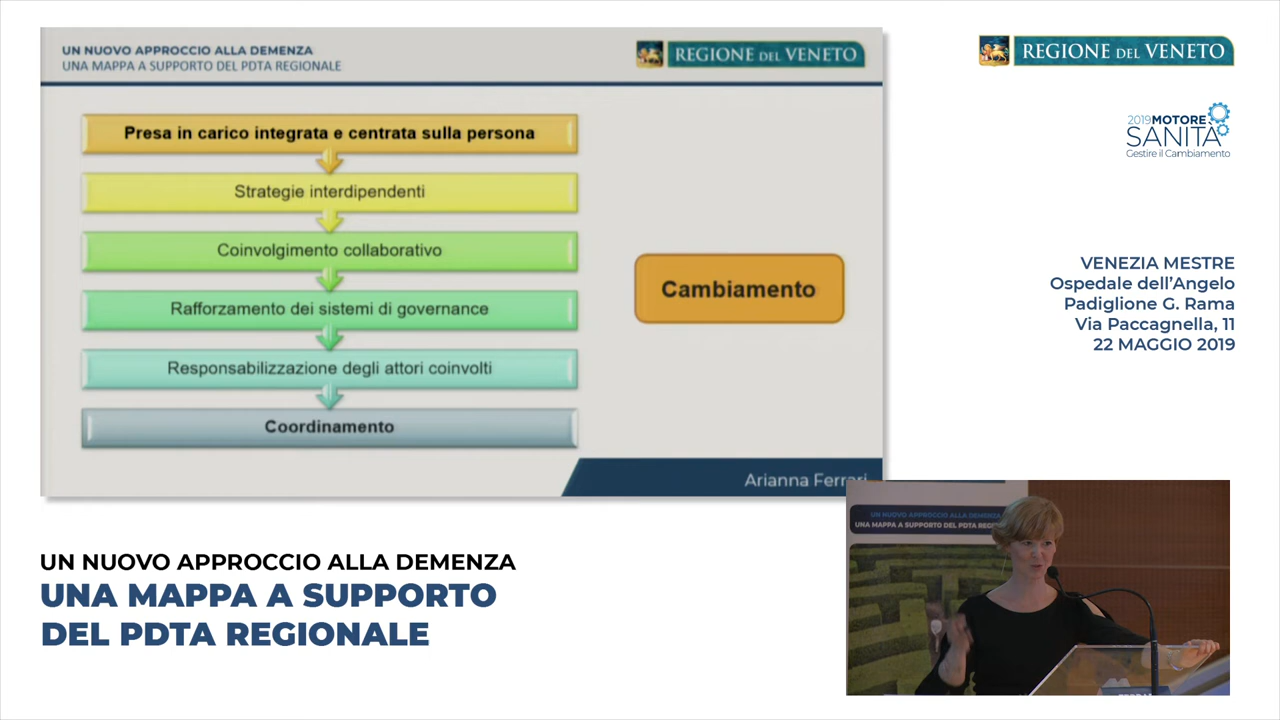 UN NUOVO APPROCCIO ALLA DEMENZA
UNA MAPPA A SUPPORTO DEL PDTA REGIONALE
REGIONE DEL VENETO
Presa in carico integrata e centrata sulla persona
Strategie interdipendenti
Coinvolgimento collaborativo
Rafforzamento dei sistemi di governance
Responsabilizzazione degli attori coinvolti
Coordinamento
Cambiamento
Arianna Ferrari
REGIONE DEL VENETO
2019 MOTORE
SANITÀ
Gestire il Cambiamento
VENEZIA MESTRE
Ospedale dell'Angelo
Padiglione G. Rama
Via Paccagnella, 11
22 MAGGIO 2019
UN NUOVO APPROCCIO ALLA DEMENZA
UNA MAPPA A SUPPORTO
DEL PDTA REGIONALE
UN NUOVO APPROCCIO ALLA DEMENZA
UNA MAPPA A SUPPORTO DEL PDTA